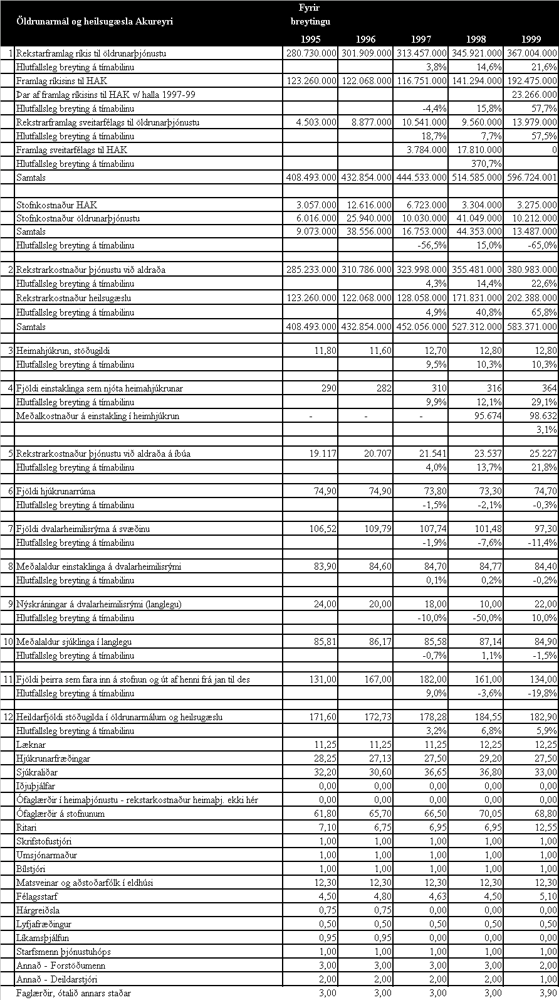 Fyrir
Öldrunarmál og heilsugæsla Akureyri breytingu
1995 1996 1997 1998 1999
1 Rekstarframlag ríkis til öldrunarþjónustu 280.730.000 301.909.000 313.457.000 345.921.000 367.004.000
Hlutfallsleg breyting á tímabilinu 3,8% 14,6% 21,6%
Framlag ríkisins til HAK 123.260.000 122.068.000 116.751.000 141.294.000 192.475.000
Þar af framlag ríkisins til HAK v/ halla 1997-99 23.266.000
Hlutfallsleg breyting á tímabilinu -4,4% 15,8% 57,7%
Rekstrarframlag sveitarfélags til öldrunarþjónustu 4.503.000 8.877.000 10.541.000 9.560.000 13.979.000
Hlutfallsleg breyting á tímabilinu 18,7% 7,7% 57,5%
Framlag sveitarfélags til HAK 3.784.000 17.810.000 0
Hlutfallsleg breyting á tímabilinu 370,7%
Samtals 408.493.000 432.854.000 444.533.000 514.585.000 596.724.001
Stofnkostnaður HAK 3.057.000 12.616.000 6.723.000 3.304.000 3.275.000
Stofnkostnaður öldrunarþjónustu 6.016.000 25.940.000 10.030.000 41.049.000 10.212.000
Samtals 9.073.000 38.556.000 16.753.000 44.353.000 13.487.000
Hlutfallsleg breyting á tímabilinu -56,5% 15,0% -65,0%
2 Rekstrarkostnaður þjónustu við aldraða 285.233.000 310.786.000 323.998.000 355.481.000 380.983.000
Hlutfallsleg breyting á tímabilinu 4,3% 14,4% 22,6%
Rekstrarkostnaður heilsugæslu 123.260.000 122.068.000 128.058.000 171.831.000 202.388.000
Hlutfallsleg breyting á tímabilinu 4,9% 40,8% 65,8%
Samtals 408.493.000 432.854.000 452.056.000 527.312.000 583.371.000
3 Heimahjúkrun, stöðugildi 11,80 11,60 12,70 12,80 12,80
Hlutfallsleg breyting á tímabilinu 9,5% 10,3% 10,3%
4 Fjöldi einstaklinga sem njóta heimahjúkrunar 290 282 310 316 364
Hlutfallsleg breyting á tímabilinu 9,9% 12,1% 29,1%
Meðalkostnaður á einstakling í heimhjúkrun - - - 95.674 98.632
3,1%
5 Rekstrarkostnaður þjónustu við aldraða á íbúa 19.117 20.707 21.541 23.537 25.227
Hlutfallsleg breyting á tímabilinu 4,0% 13,7% 21,8%
6 Fjöldi hjúkrunarrúma 74,90 74,90 73,80 73,30 74,70
Hlutfallsleg breyting á tímabilinu -1,5% -2,1% -0,3%
7 Fjöldi dvalarheimilisrýma á svæðinu 106,52 109,79 107,74 101,48 97,30
Hlutfallsleg breyting á tímabilinu -1,9% -7,6% -11,4%
8 Meðalaldur einstaklinga á dvalarheimilisrými 83,90 84,60 84,70 84,77 84,40
Hlutfallsleg breyting á tímabilinu 0,1% 0,2% -0,2%
9 Nýskráningar á dvalarheimilisrými (langlegu) 24,00 20,00 18,00 10,00 22,00
Hlutfallsleg breyting á tímabilinu -10,0% -50,0% 10,0%
10 Meðalaldur sjúklinga í langlegu 85,81 86,17 85,58 87,14 84,90
Hlutfallsleg breyting á tímabilinu -0,7% 1,1% -1,5%
11 Fjöldi þeirra sem fara inn á stofnun og út af henni frá jan til des 131,00 167,00 182,00 161,00 134,00
Hlutfallsleg breyting á tímabilinu 9,0% -3,6% -19,8%
12 Heildarfjöldi stöðugilda í öldrunarmálum og heilsugæslu 171,60 172,73 178,28 184,55 182,90
Hlutfallsleg breyting á tímabilinu 3,2% 6,8% 5,9%
Læknar 11,25 11,25 11,25 12,25 12,25
Hjúkrunarfræðingar 28,25 27,13 27,50 29,20 27,50
Sjúkraliðar 32,20 30,60 36,65 36,80 33,00
Iðjuþjálfar 0,00 0,00 0,00 0,00 0,00
Ófaglærðir í heimaþjónustu - rekstarkostnaður heimaþj. ekki hér 0,00 0,00 0,00 0,00 0,00
Ófaglærðir á stofnunum 61,80 65,70 66,50 70,05 68,80
Ritari 7,10 6,75 6,95 6,95 12,55
Skrifstofustjóri 1,00 1,00 1,00 1,00 1,00
Umsjónarmaður 1,00 1,00 1,00 1,00 1,00
Bílstjóri 1,00 1,00 1,00 1,00 1,00
Matsveinar og aðstoðarfólk í eldhúsi 12,30 12,30 12,30 12,30 12,30
Félagsstarf 4,50 4,80 4,63 4,50 5,10
Hárgreiðsla 0,75 0,75 0,00 0,00 0,00
Lyfjafræðingur 0,50 0,50 0,50 0,50 0,50
Líkamsþjálfun 0,95 0,95 0,00 0,00 0,00
Starfsmenn þjónustuhóps 1,00 1,00 1,00 1,00 1,00
Annað - Forstöðumenn 3,00 3,00 3,00 3,00 2,00
Annað - Deildarstjóri 2,00 2,00 2,00 2,00 1,00
Faglærðir, ótalið annars staðar 3,00 3,00 3,00 3,00 3,90